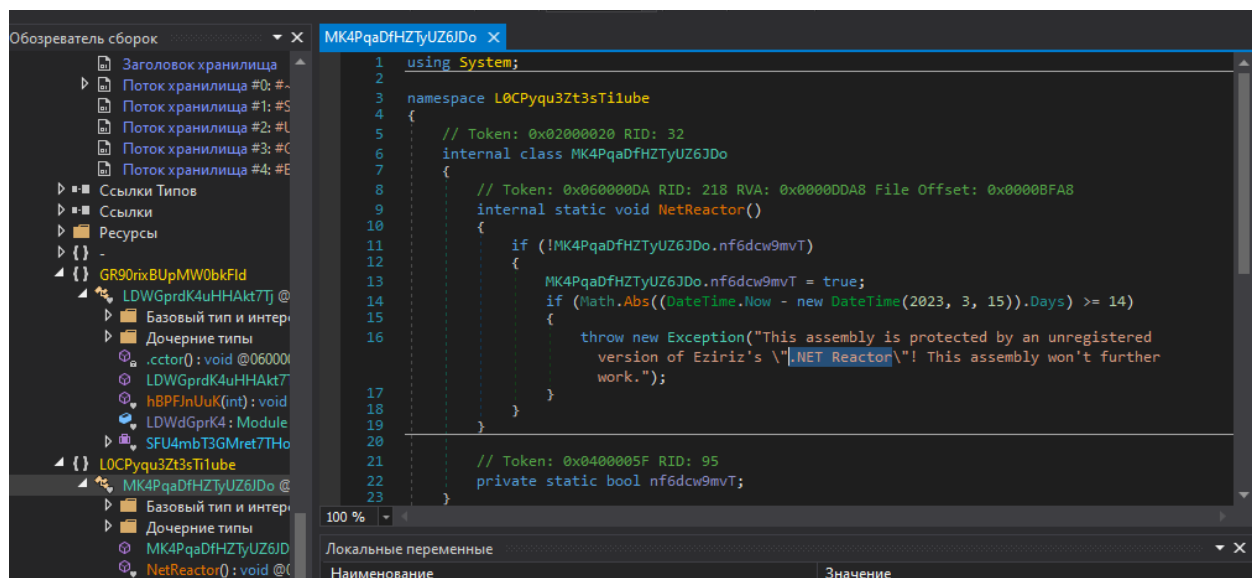 Обозреватель сборок
Заголовок хранилища
Поток хранилища #0: #~
Поток хранилища #1: #S
Поток хранилища #2: #U
Поток хранилища #3: #G
Поток хранилища #4: #E
Ссылки Типов
Ссылки
Ресурсы
{} -
{} GR90rixBUpMW0bkFld
LDWGprdK4uHHAkt7Tj @
Базовый тип и интер
Дочерние типы
.cctor() : void @06000
LDWGprdK4uHHAkt7
hBPFJnUuK(int) : void
LDWdGprK4 : Module
SFU4mbT3GMret7THo
{} L0CPyqu3Zt3sTi1ube
MK4PqaDfHZTyUZ6JDo @
Базовый тип и интер
Дочерние типы
MK4PqaDfHZTyUZ6JD
NetReactor() : void @0
MK4PqaDfHZTyUZ6JDo
1 using System;
2
3 namespace L0CPyqu3Zt3sTi1ube
4 {
5 // Token: 0x02000020 RID: 32
6 internal class MK4PqaDfHZTyUZ6JDo
7 {
8 // Token: 0x060000DA RID: 218 RVA: 0x0000DDA8 File Offset: 0x0000BFA8
9 internal static void NetReactor()
10 {
11 if (!MK4PqaDfHZTyUZ6JDo.nf6dcw9mvT)
12 {
13 MK4PqaDfHZTyUZ6JDo.nf6dcw9mvT = true;
14 if (Math.Abs((DateTime.Now - new DateTime(2023, 3, 15)).Days) >= 14)
15 {
16 throw new Exception("This assembly is protected by an unregistered
version of Eziriz's \".NET Reactor\"! This assembly won't further
work.");
17 }
18 }
19 }
20
21 // Token: 0x0400005F RID: 95
22 private static bool nf6dcw9mvT;
23 }
100 %
Локальные переменные
Наименование
Значение